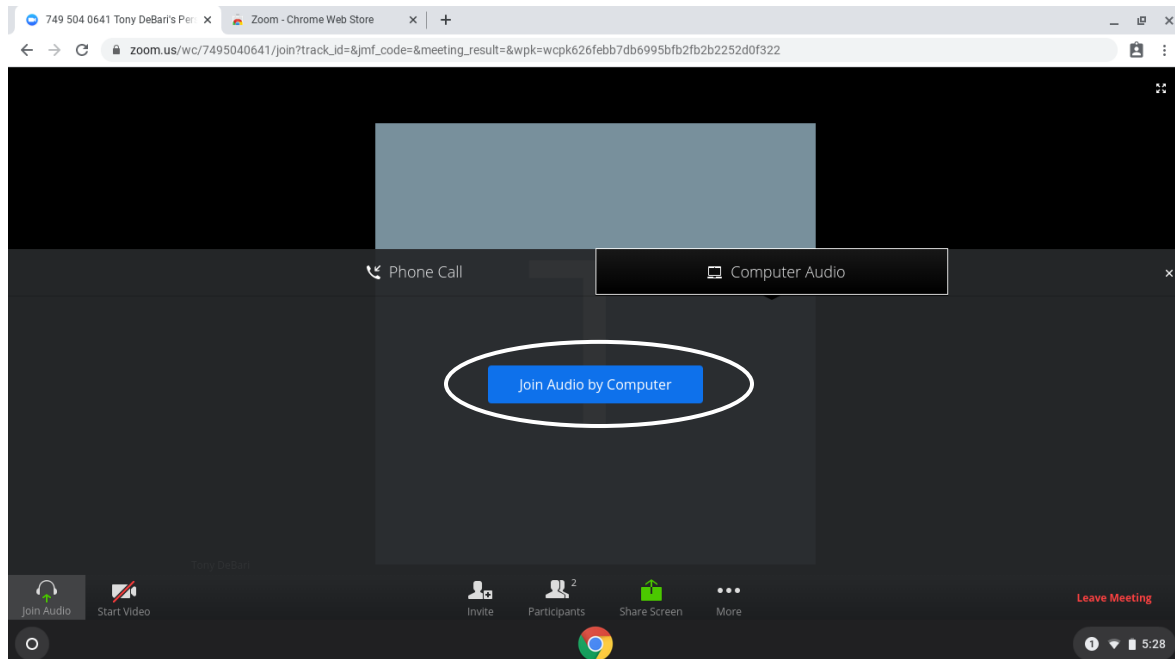 749 504 0641 Tony DeBari's Per
Zoom - Chrome Web Store
zoom.us/wc/7495040641/join?track_id=&jmf_code=&meeting_result=&wpk=wcpk626febb7db6995bfb2fb2b2252d0f322
Phone Call
Computer Audio
Join Audio by Computer
Tony DeBari
Join Audio
Start Video
Invite
Participants
2
Share Screen
More
Leave Meeting
1
5:28